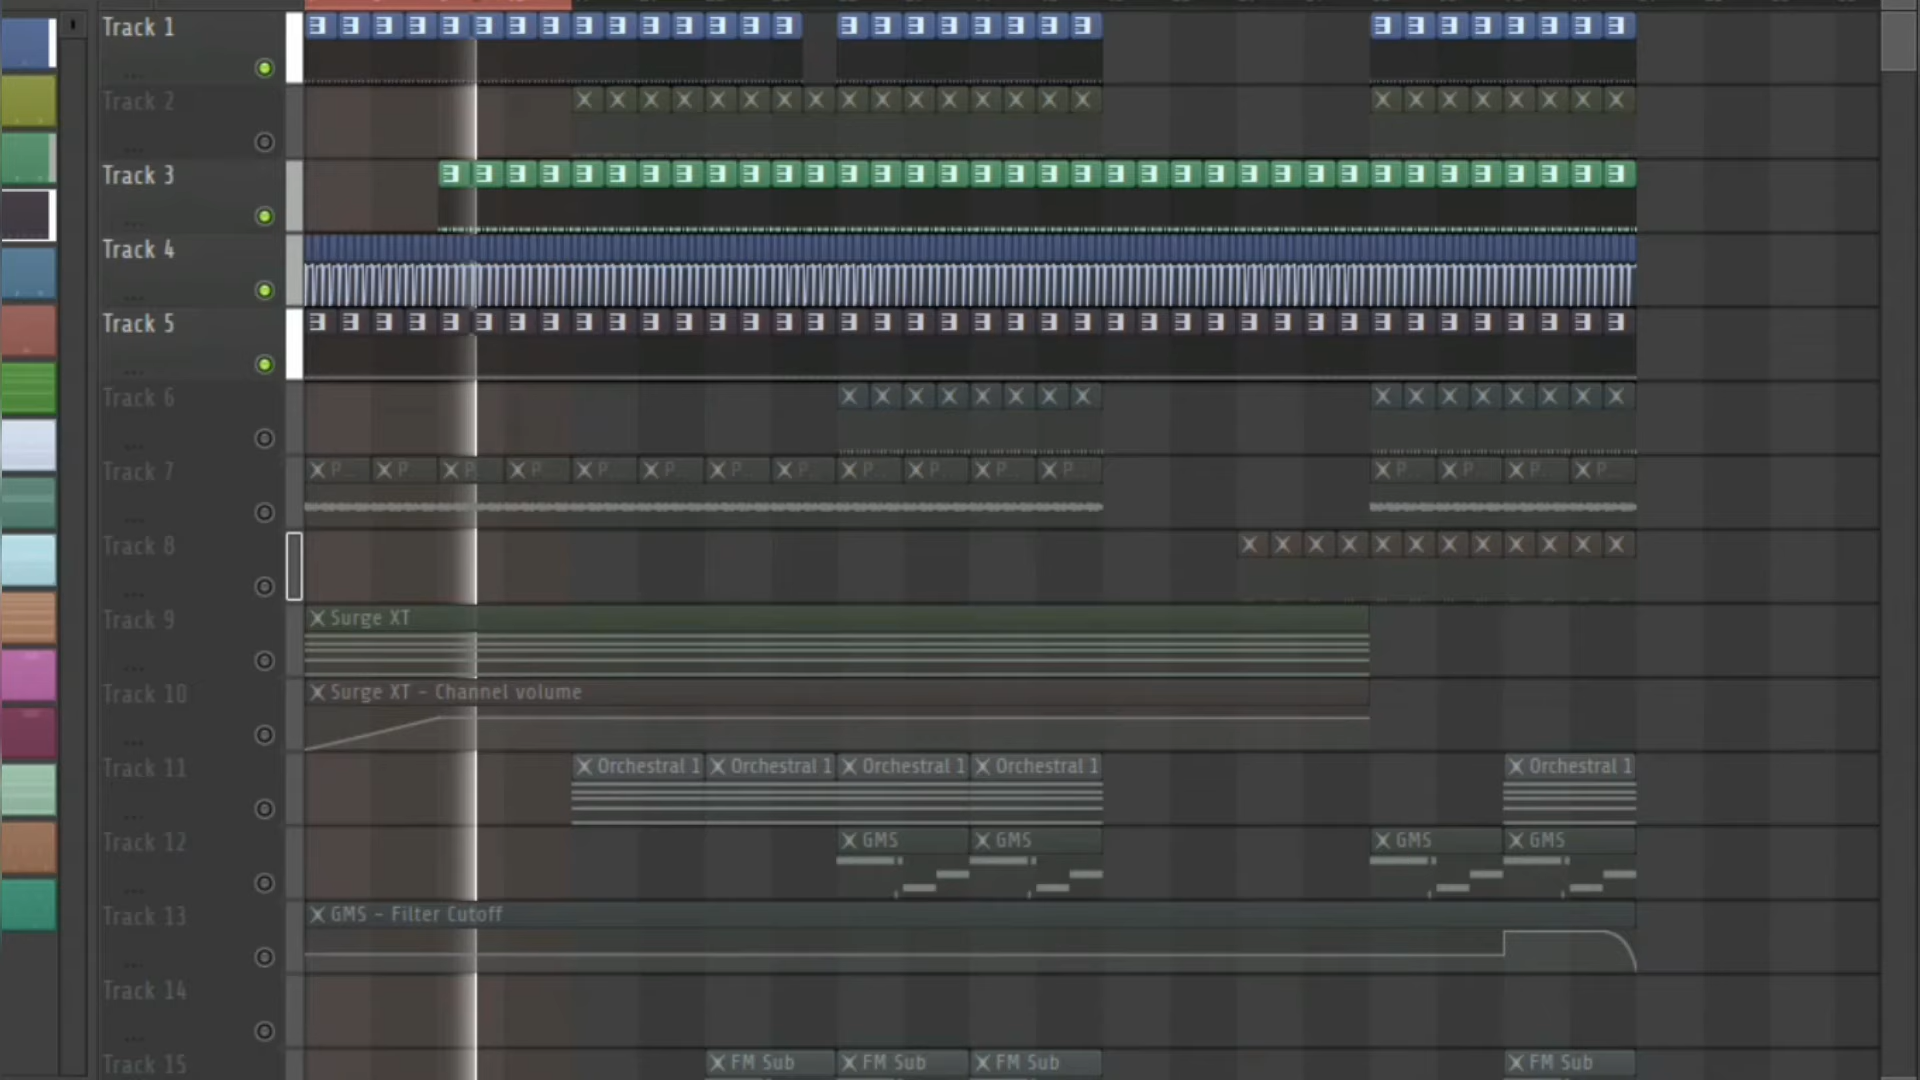 Track 1
Track 2
Track 3
Track 4
Track 5
Track 6
Track 7
P.. P.. P.. P.. P.. P.. P.. P.. P.. P.. P.. P.. P.. P.. P.. P..
Track 8
Track 9
Surge XT
Track 10
Surge XT - Channel volume
Track 11
Orchestral 1 Orchestral 1 Orchestral 1 Orchestral 1 Orchestral 1
Track 12
GMS GMS GMS GMS
Track 13
GMS - Filter Cutoff
Track 14
Track 15
FM Sub FM Sub FM Sub FM Sub